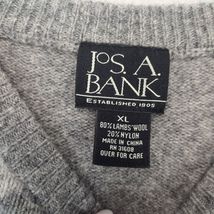 JOS. A.
BANK
ESTABLISHED 1905
XL
80% LAMBS' WOOL
20% NYLON
MADE IN CHINA
RN 31608
OVER FOR CARE